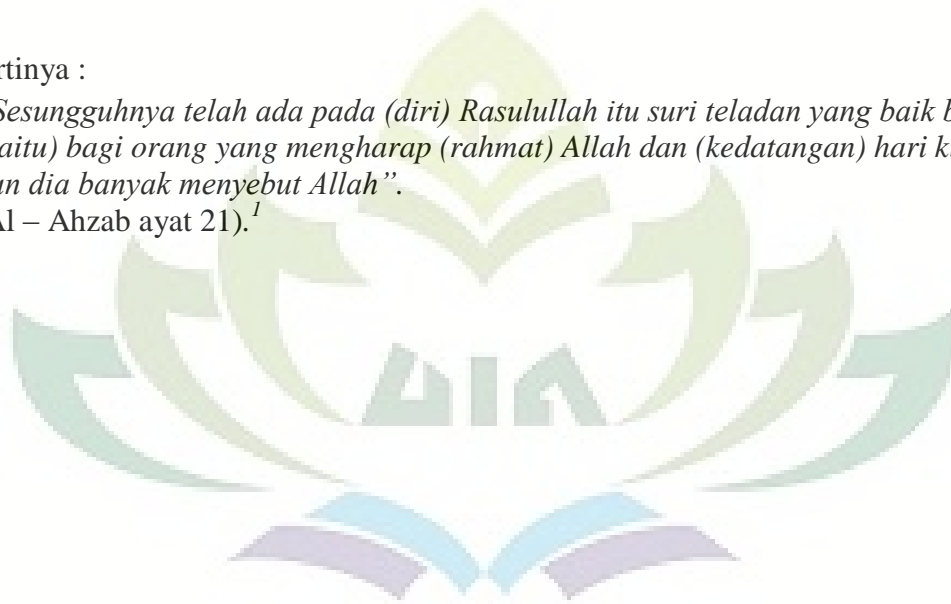 rtinya :
Sesungguhnya telah ada pada (diri) Rasulullah itu suri teladan yang baik b
aitu) bagi orang yang mengharap (rahmat) Allah dan (kedatangan) hari k
an dia banyak menyebut Allah”.
Al – Ahzab ayat 21).1
UIN